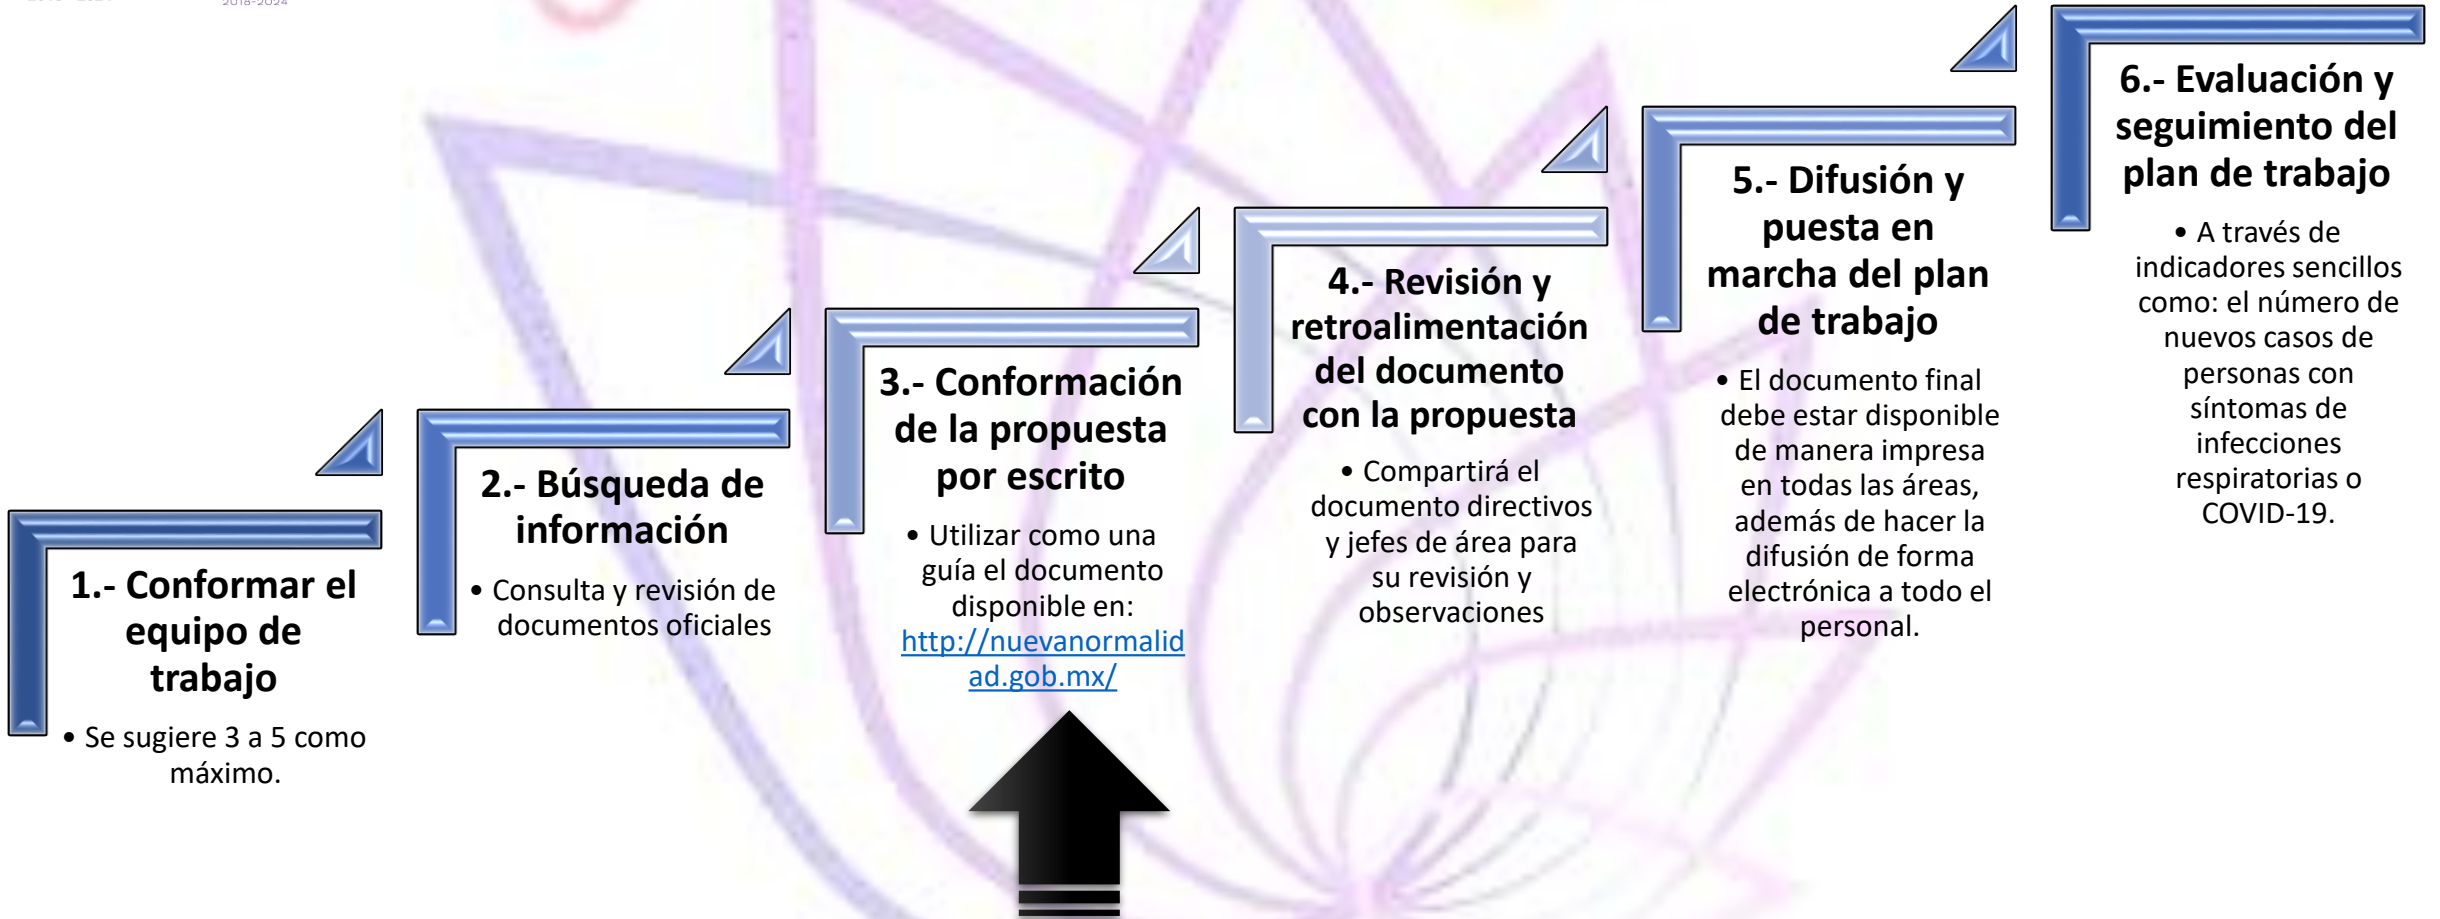 2018-2024
1.- Conformar el
equipo de
trabajo
• Se sugiere 3 a 5 como
máximo.
2.- Búsqueda de
información
• Consulta y revisión de
documentos oficiales
3.- Conformación
de la propuesta
por escrito
• Utilizar como una
guía el documento
disponible en:
http://nuevanormalid
ad.gob.mx/
4.- Revisión y
retroalimentación
del documento
con la propuesta
• Compartirá el
documento directivos
y jefes de área para
su revisión y
observaciones
5.- Difusión y
puesta en
marcha del plan
de trabajo
• El documento final
debe estar disponible
de manera impresa
en todas las áreas,
además de hacer la
difusión de forma
electrónica a todo el
personal.
6.- Evaluación y
seguimiento del
plan de trabajo
• A través de
indicadores sencillos
como: el número de
nuevos casos de
personas con
síntomas de
infecciones
respiratorias o
COVID-19.